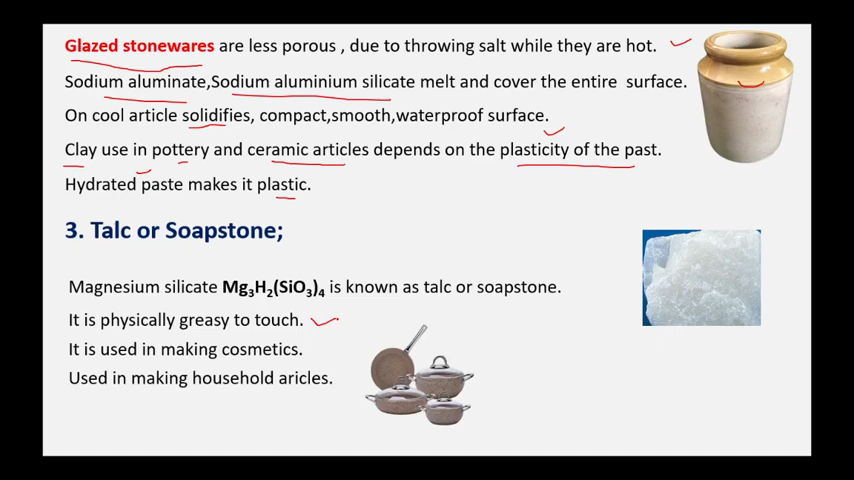 Glazed stonewares are less porous , due to throwing salt while they are hot.
Sodium aluminate,Sodium aluminium silicate melt and cover the entire surface.
On cool article solidifies, compact,smooth,waterproof surface.
Clay use in pottery and ceramic articles depends on the plasticity of the past.
Hydrated paste makes it plastic.
3. Talc or Soapstone;
Magnesium silicate Mg₃H₂(SiO₃)₄ is known as talc or soapstone.
It is physically greasy to touch.
It is used in making cosmetics.
Used in making household aricles.